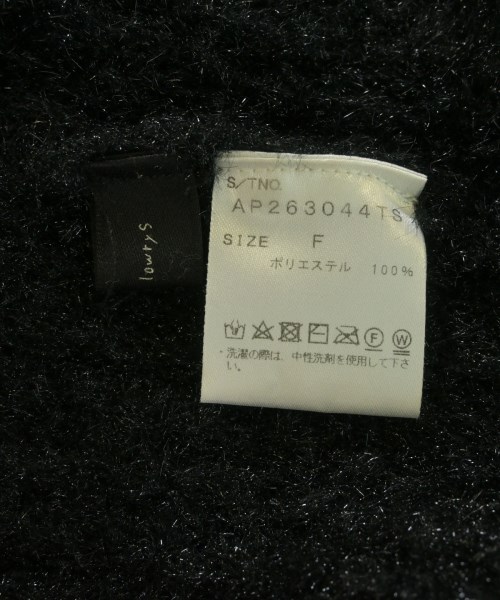 lowrys
S/TNO.
AP263044TS
SIZE F
ポリエステル 100%
F W
・洗濯の際は、中性洗剤を使用して下さ
い。